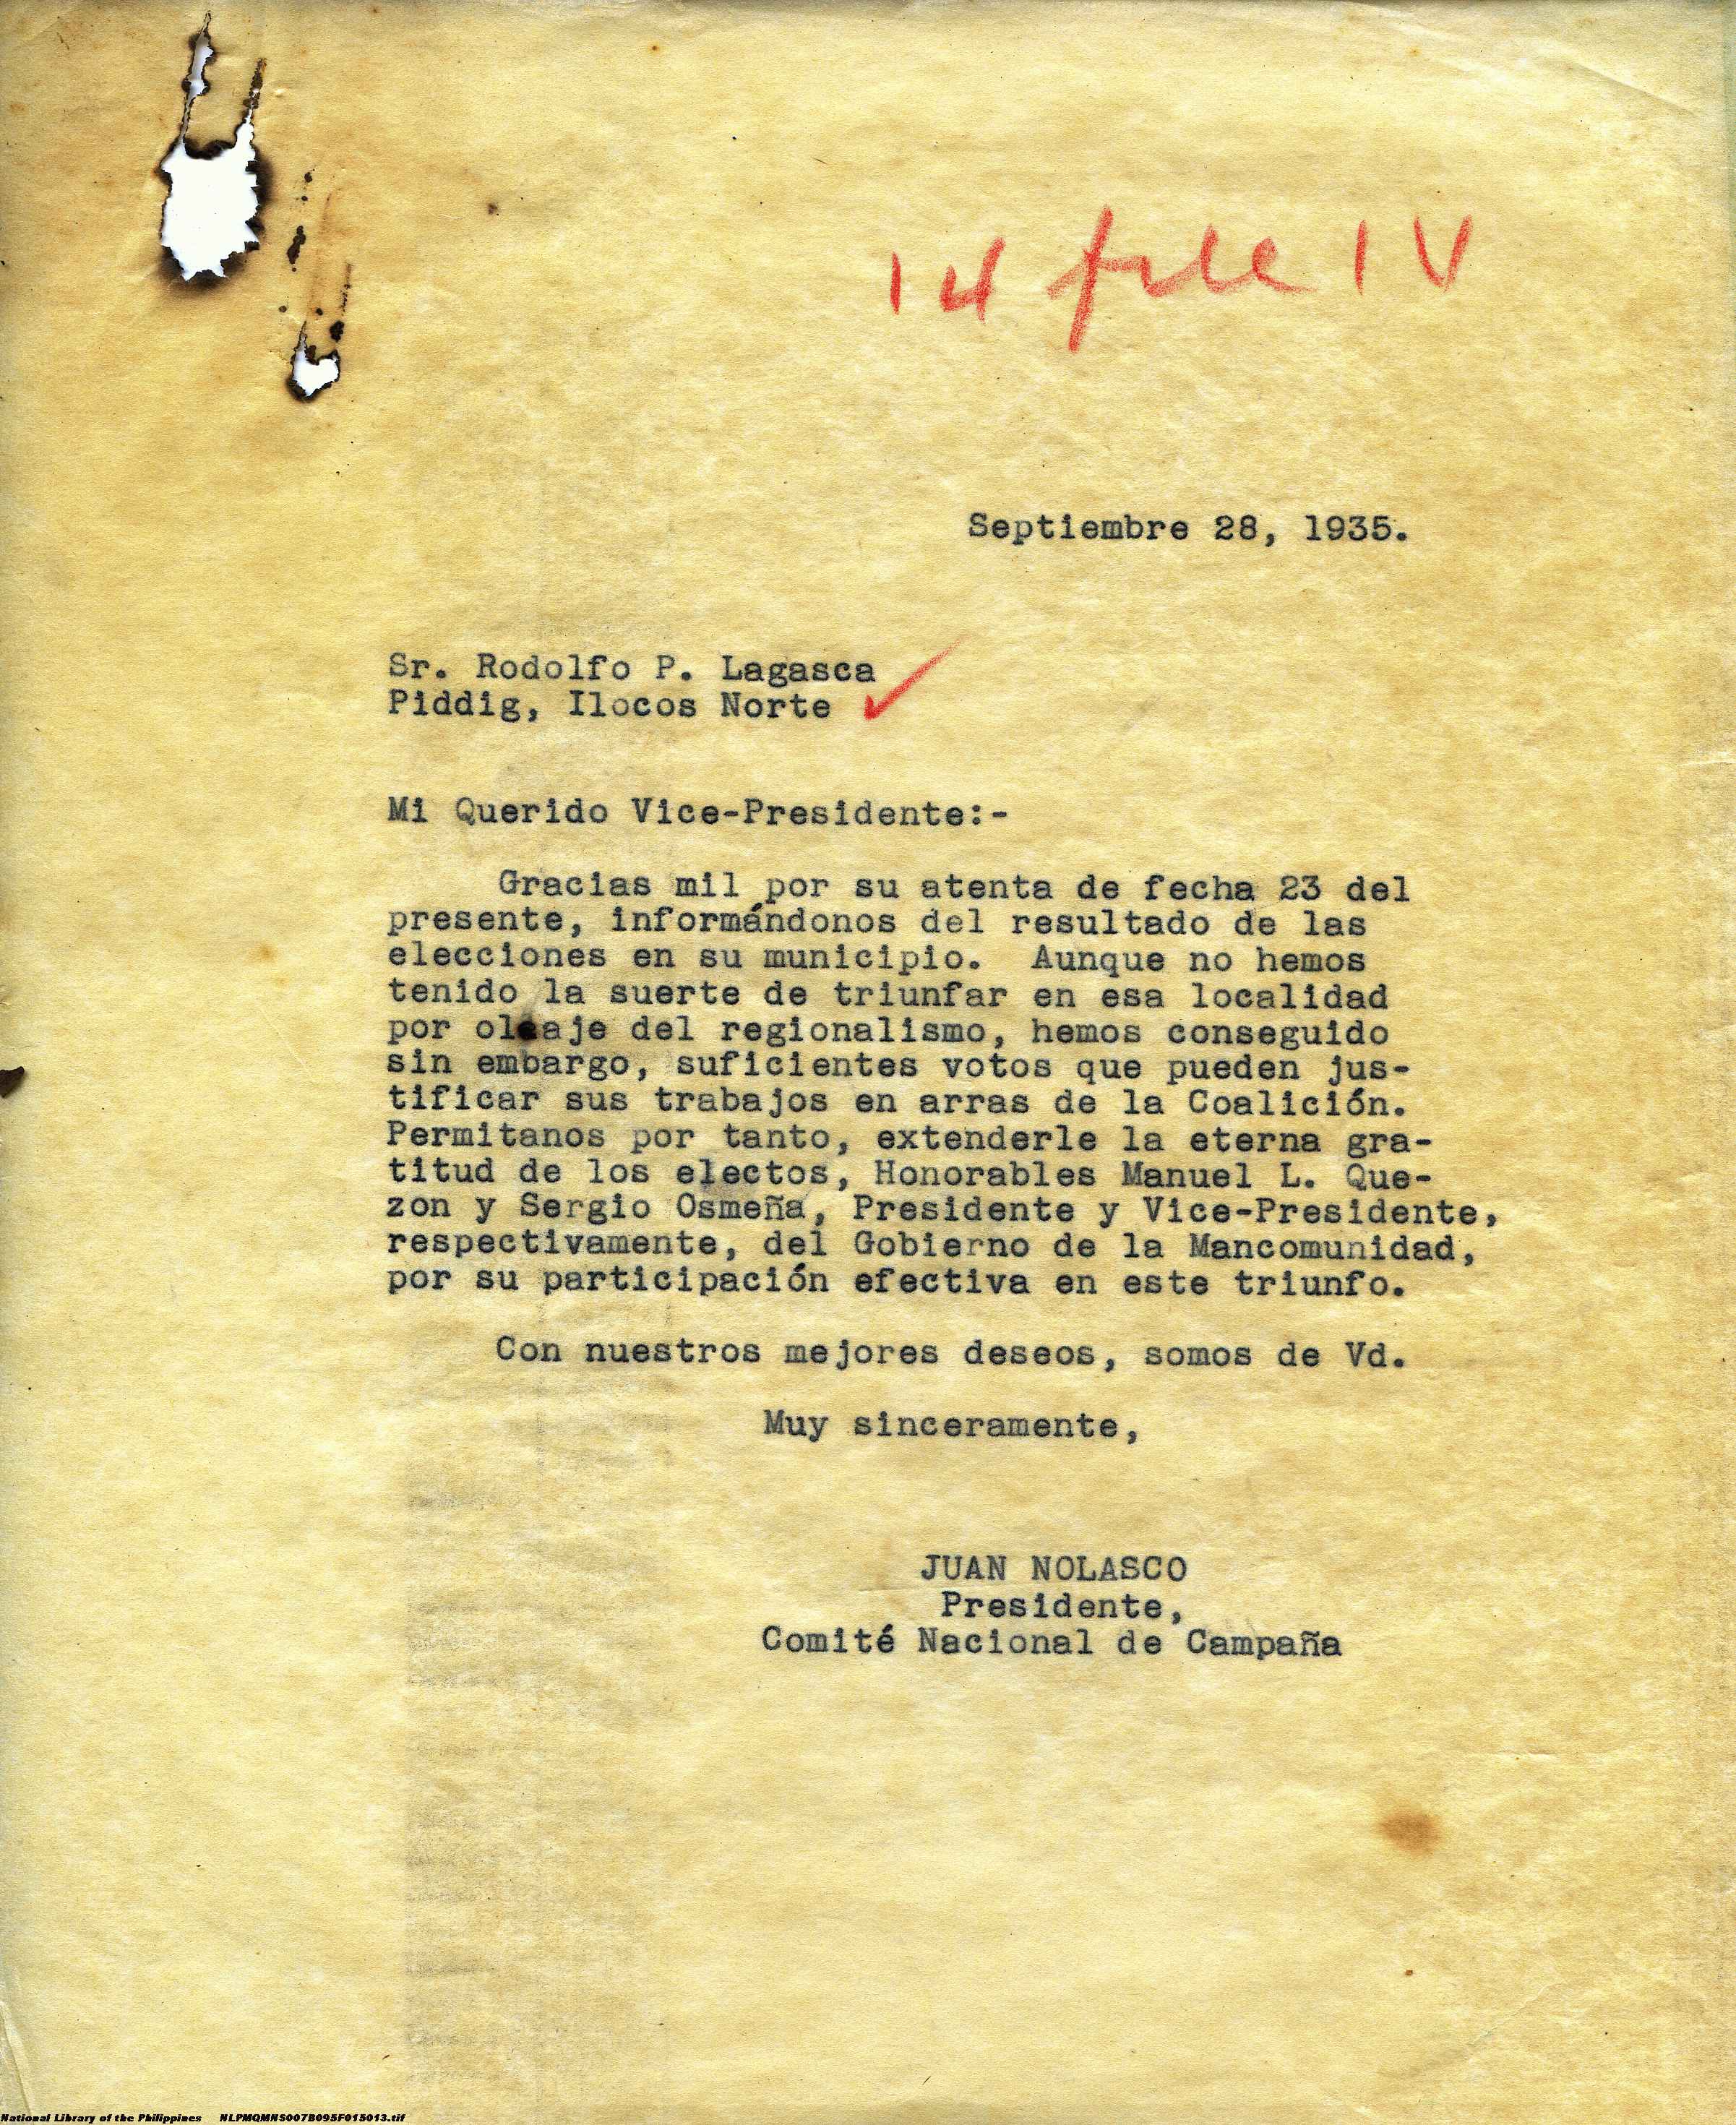 14 file IV
Septiembre 28, 1935.
Sr. Rodolfo P. Lagasca
Piddig, Ilocos Norte
Mi Querido Vice-Presidente:-
Gracias mil por su atenta de fecha 23 del
presente, informándonos del resultado de las
elecciones en su municipio. Aunque no hemos
tenido la suerte de triunfar en esa localidad
por oleaje del regionalismo, hemos conseguido
sin embargo, suficientes votos que pueden jus-
tificar sus trabajos en arras de la Coalición.
Permitanos por tanto, extenderle la eterna gra-
titud de los electos, Honorables Manuel L. Que-
zon y Sergio Osmeña, Presidente y Vice-Presidente,
respectivamente, del Gobierno de la Mancomunidad,
por su participación efectiva en este triunfo.
Con nuestros mejores deseos, somos de Vd.
Muy sinceramente,
JUAN NOLASCO
Presidente,
Comité Nacional de Campaña
National Library of the Philippines NLPMQMNS007B095F015013.tif